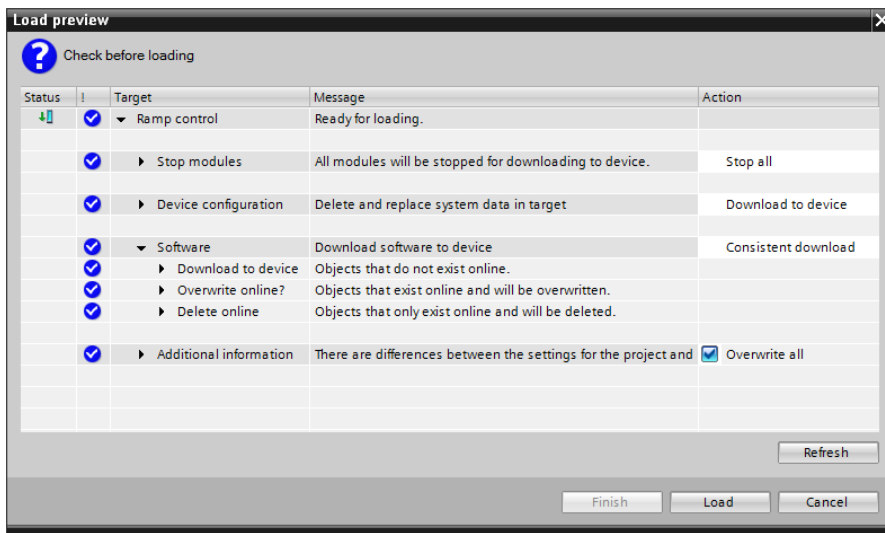 Load preview
?
Check before loading
Status ! Target Message Action
Ramp control Ready for loading.
Stop modules All modules will be stopped for downloading to device. Stop all
Device configuration Delete and replace system data in target Download to device
Software Download software to device Consistent download
Download to device Objects that do not exist online.
Overwrite online? Objects that exist online and will be overwritten.
Delete online Objects that only exist online and will be deleted.
Additional information There are differences between the settings for the project and Overwrite all
Refresh
Finish Load Cancel